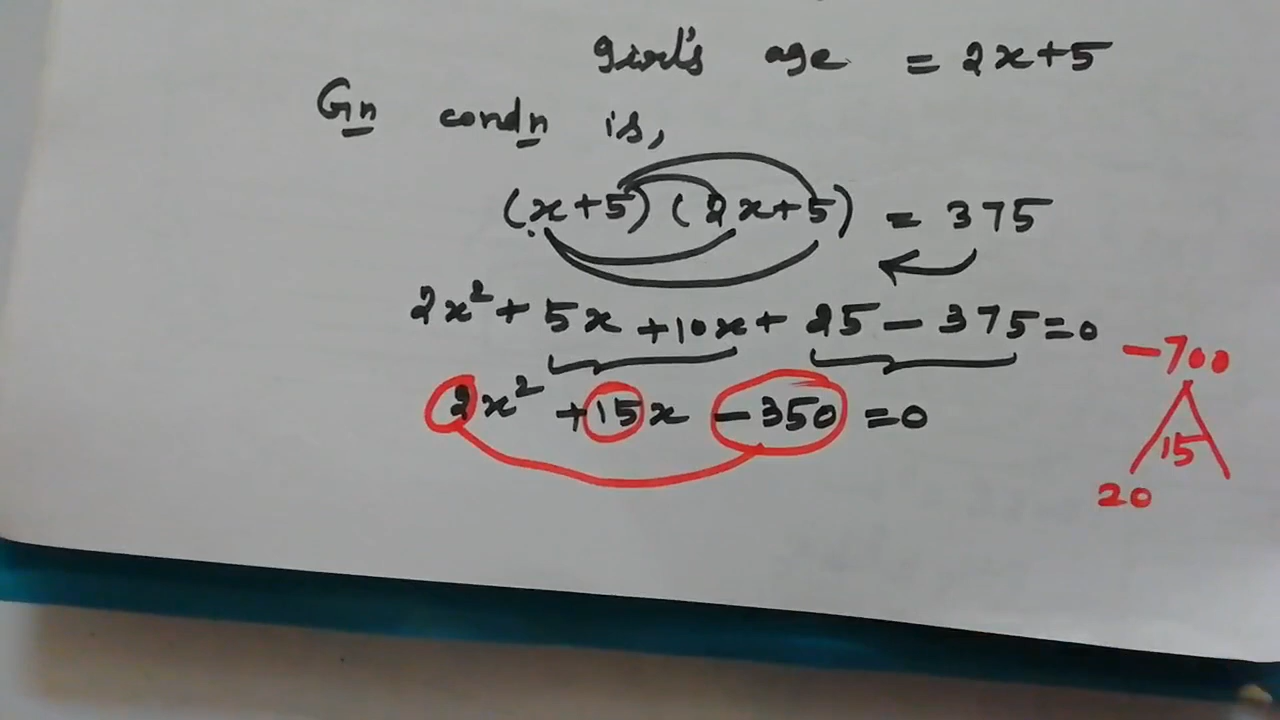 Girl's age = 2x+5
Gn condn is,
(x+5) (2x+5) = 375
2x² + 5x +10x + 25 - 375 = 0
2x² +15x -350 = 0
-700
15
20